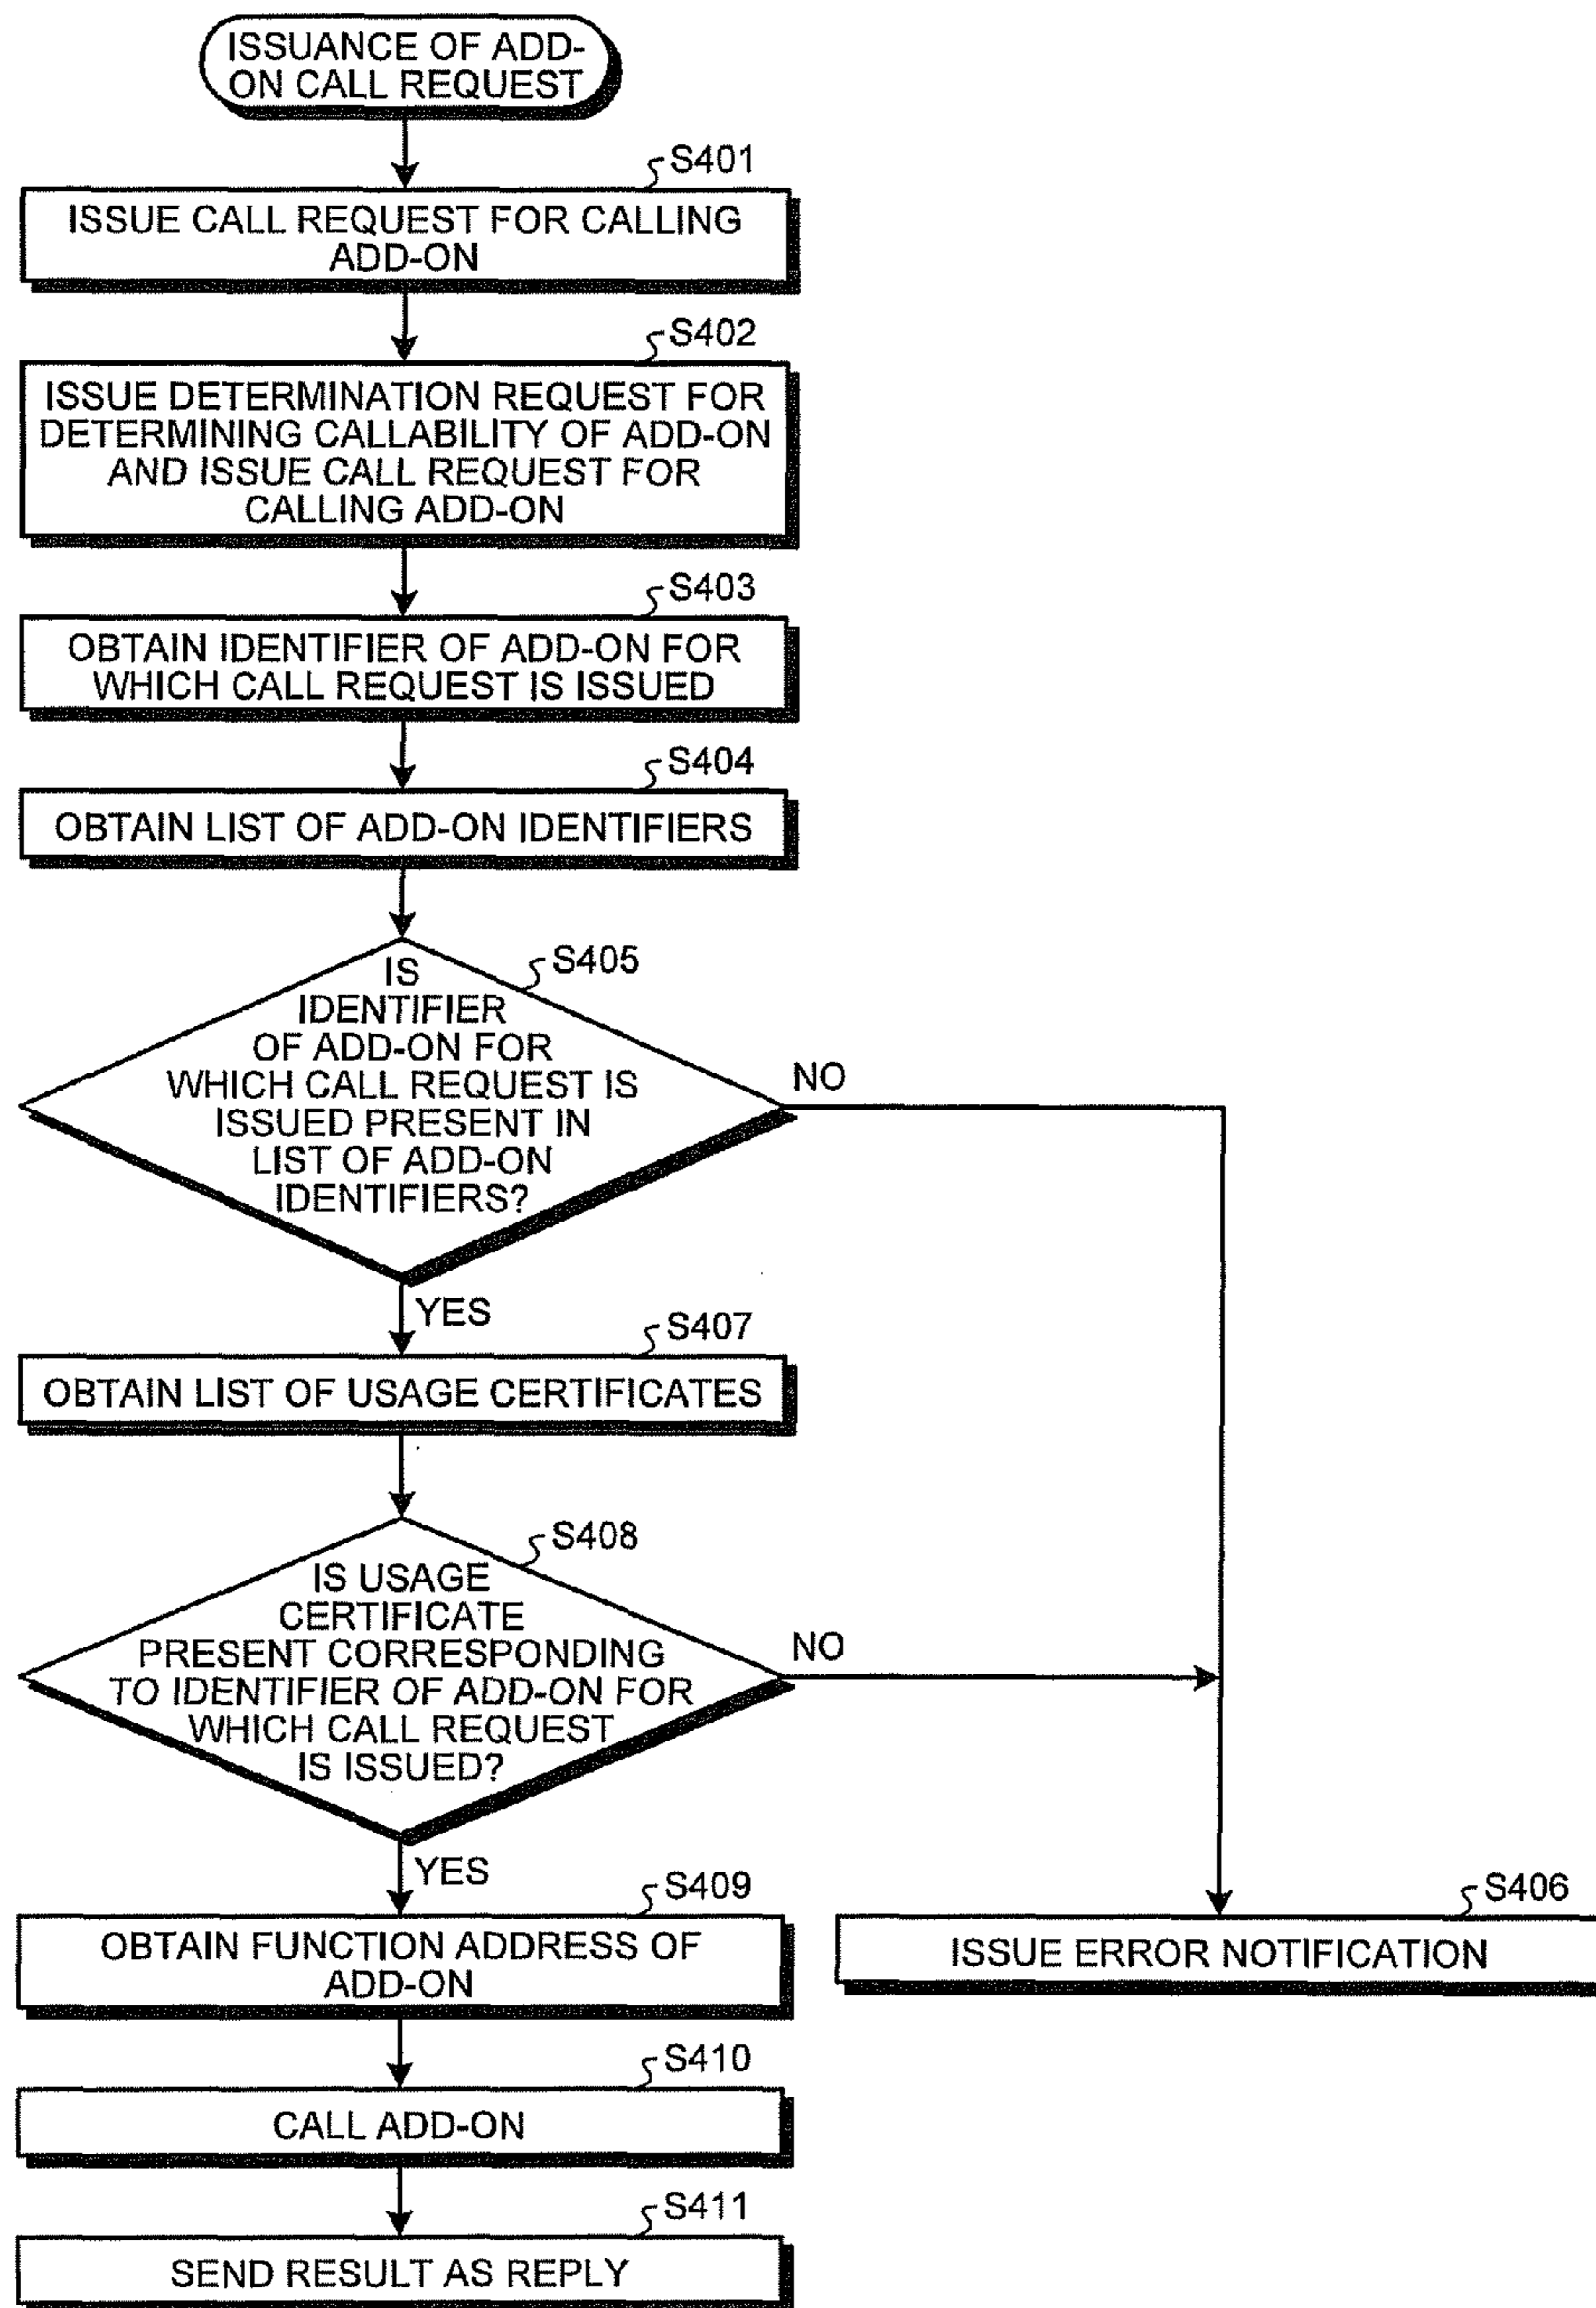 ISSUANCE OF ADD-
ON CALL REQUEST
S401
ISSUE CALL REQUEST FOR CALLING
ADD-ON
S402
ISSUE DETERMINATION REQUEST FOR
DETERMINING CALLABILITY OF ADD-ON
AND ISSUE CALL REQUEST FOR
CALLING ADD-ON
S403
OBTAIN IDENTIFIER OF ADD-ON FOR
WHICH CALL REQUEST IS ISSUED
S404
OBTAIN LIST OF ADD-ON IDENTIFIERS
S405
IS
IDENTIFIER
OF ADD-ON FOR
WHICH CALL REQUEST IS
ISSUED PRESENT IN
LIST OF ADD-ON
IDENTIFIERS?
NO
YES
S407
OBTAIN LIST OF USAGE CERTIFICATES
S408
IS USAGE
CERTIFICATE
PRESENT CORRESPONDING
TO IDENTIFIER OF ADD-ON FOR
WHICH CALL REQUEST
IS ISSUED?
NO
YES
S409
OBTAIN FUNCTION ADDRESS OF
ADD-ON
S406
ISSUE ERROR NOTIFICATION
S410
CALL ADD-ON
S411
SEND RESULT AS REPLY